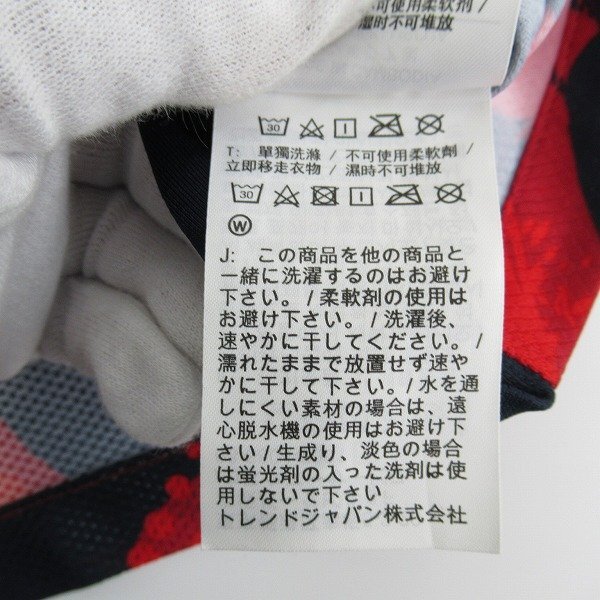 不可使用柔软剂 /
湿时不可堆放
30
T: 單獨洗滌 / 不可使用柔軟劑 /
立即移走衣物 / 濕時不可堆放
30
W
J: この商品を他の商品と
一緒に洗濯するのはお避け
下さい。/ 柔軟剤の使用は
お避け下さい。/ 洗濯後、
速やかに干してください。/
濡れたままで放置せず速や
かに干して下さい。/ 水を通
しにくい素材の場合は、遠
心脱水機の使用はお避け下
さい / 生成り、淡色の場合
は蛍光剤の入った洗剤は使
用しないで下さい
トレンドジャパン株式会社